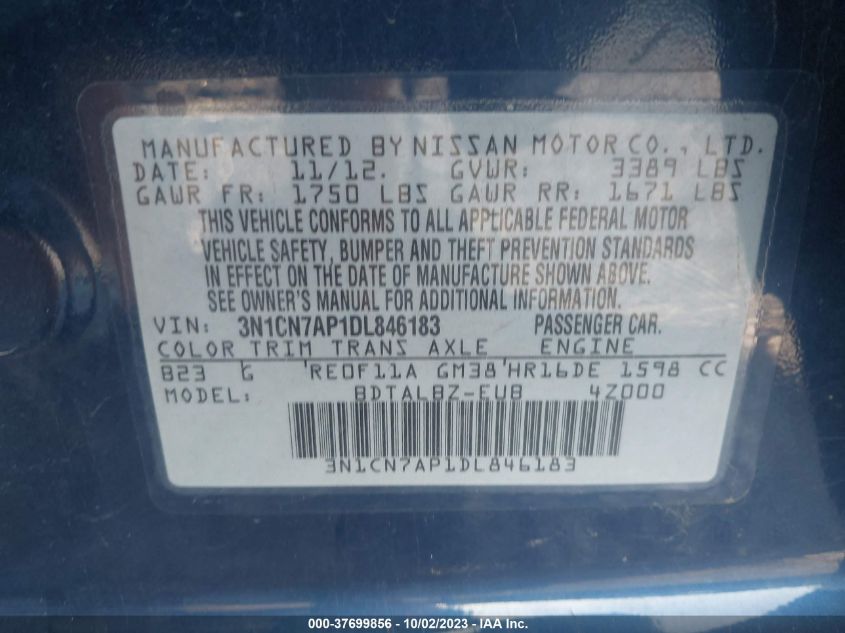 MANUFACTURED BY NISSAN MOTOR CO., LTD.
DATE: 11/12. GVWR: 3389 LBS
GAWR FR: 1750 LBS GAWR RR: 1671 LBS
THIS VEHICLE CONFORMS TO ALL APPLICABLE FEDERAL MOTOR
VEHICLE SAFETY, BUMPER AND THEFT PREVENTION STANDARDS
IN EFFECT ON THE DATE OF MANUFACTURE SHOWN ABOVE.
SEE OWNER'S MANUAL FOR ADDITIONAL INFORMATION.
VIN: 3N1CN7AP1DL846183 PASSENGER CAR.
COLOR TRIM TRANS AXLE ENGINE
B23 G RE0F11A GM38 HR16DE 1598 CC
MODEL: BDTALBZ-EUB 4Z000
3N1CN7AP1DL846183
000-37699856 - 10/02/2023 - IAA Inc.